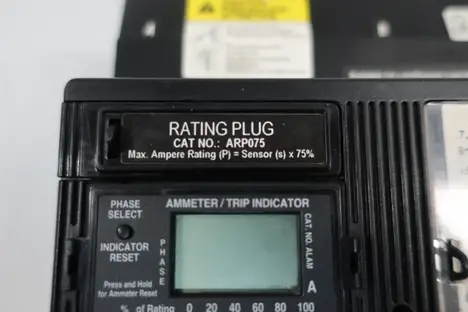 RATING PLUG
CAT NO.: ARP075
Max. Ampere Rating (P) = Sensor (s) x 75%
PHASE
SELECT
INDICATOR
RESET
Press and Hold
for Ammeter Reset
AMMETER / TRIP INDICATOR
PHASE
CAT. NO. ALAM
A
% of Rating 0 20 40 60 80 100